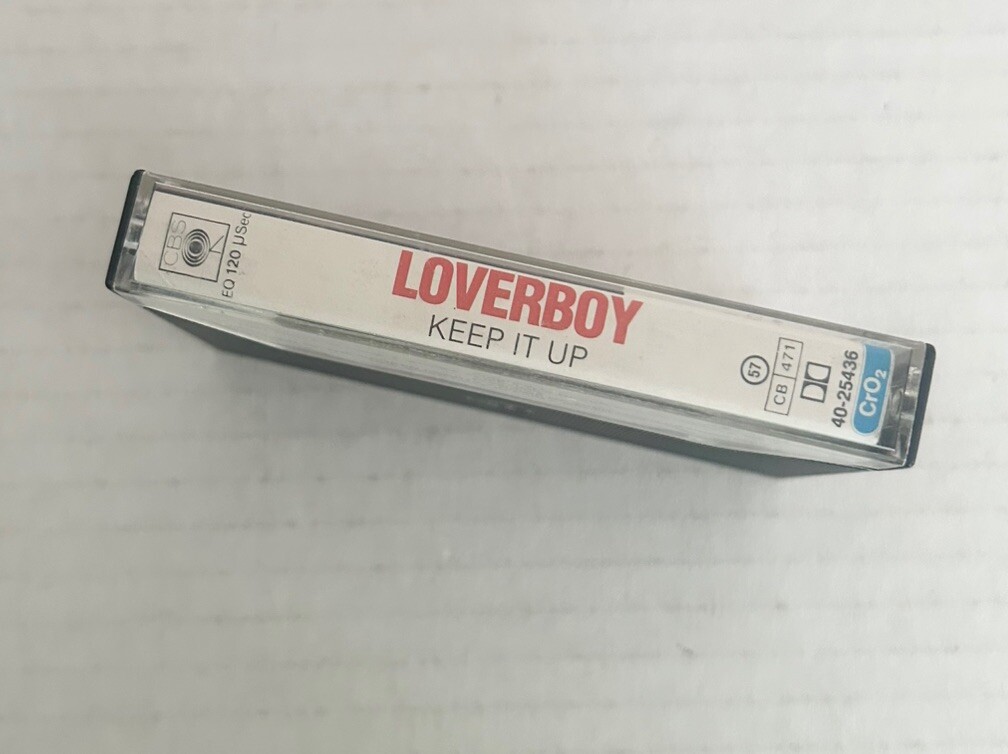 CBS
EQ 120 µSec
LOVERBOY
KEEP IT UP
57
CB 471
40-25436
CrO₂